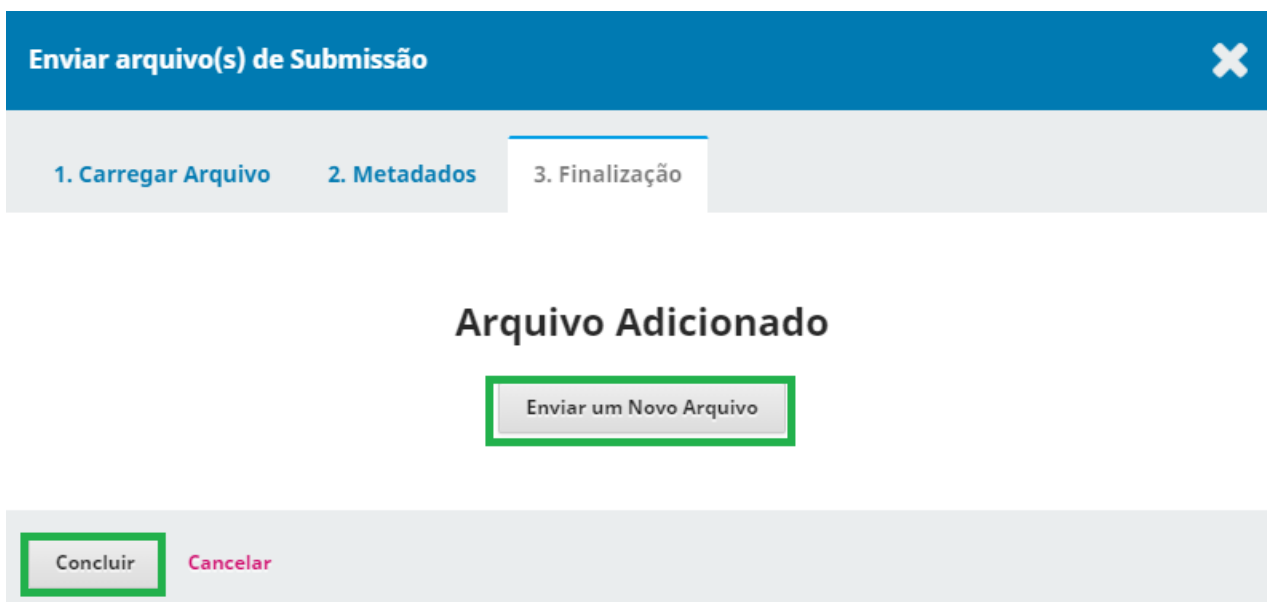 Enviar arquivo(s) de Submissão
1. Carregar Arquivo 2. Metadados 3. Finalização
Arquivo Adicionado
Enviar um Novo Arquivo
Concluir Cancelar